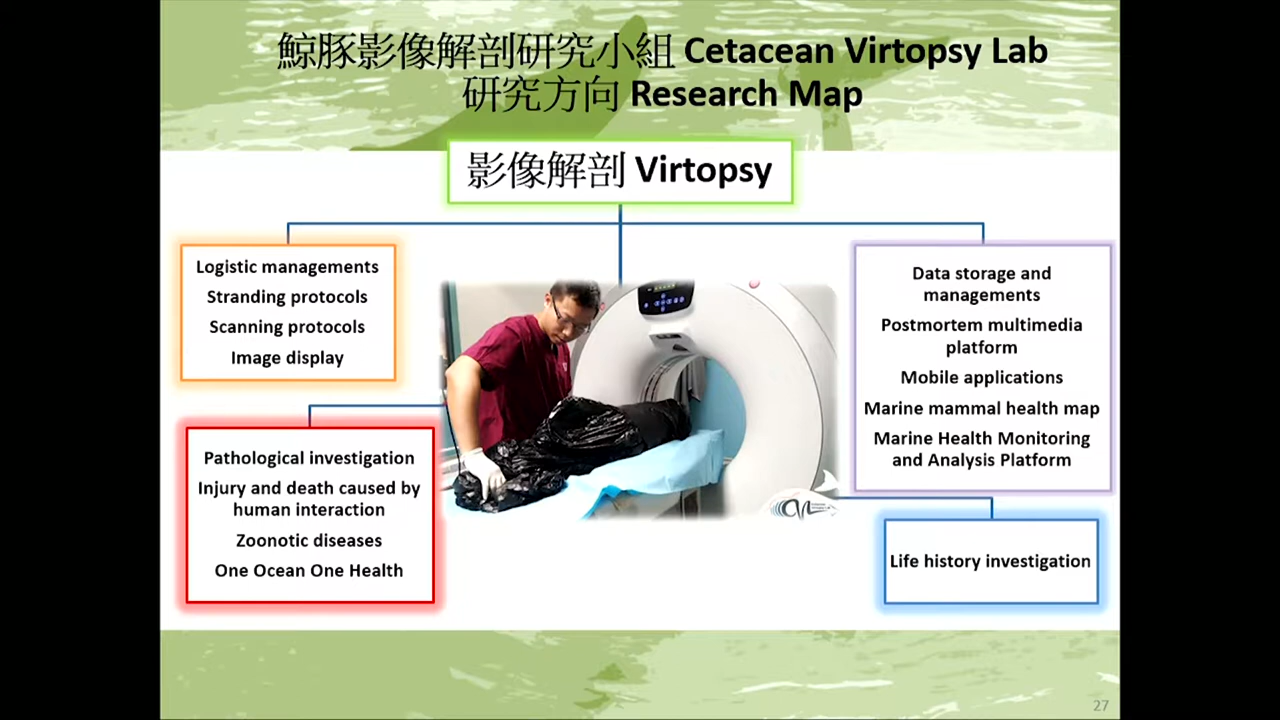 鯨豚影像解剖研究小組 Cetacean Virtopsy Lab
研究方向 Research Map
影像解剖 Virtopsy
Logistic managements
Stranding protocols
Scanning protocols
Image display
Data storage and
managements
Postmortem multimedia
platform
Mobile applications
Marine mammal health map
Marine Health Monitoring
and Analysis Platform
Pathological investigation
Injury and death caused by
human interaction
Zoonotic diseases
One Ocean One Health
Life history investigation
27